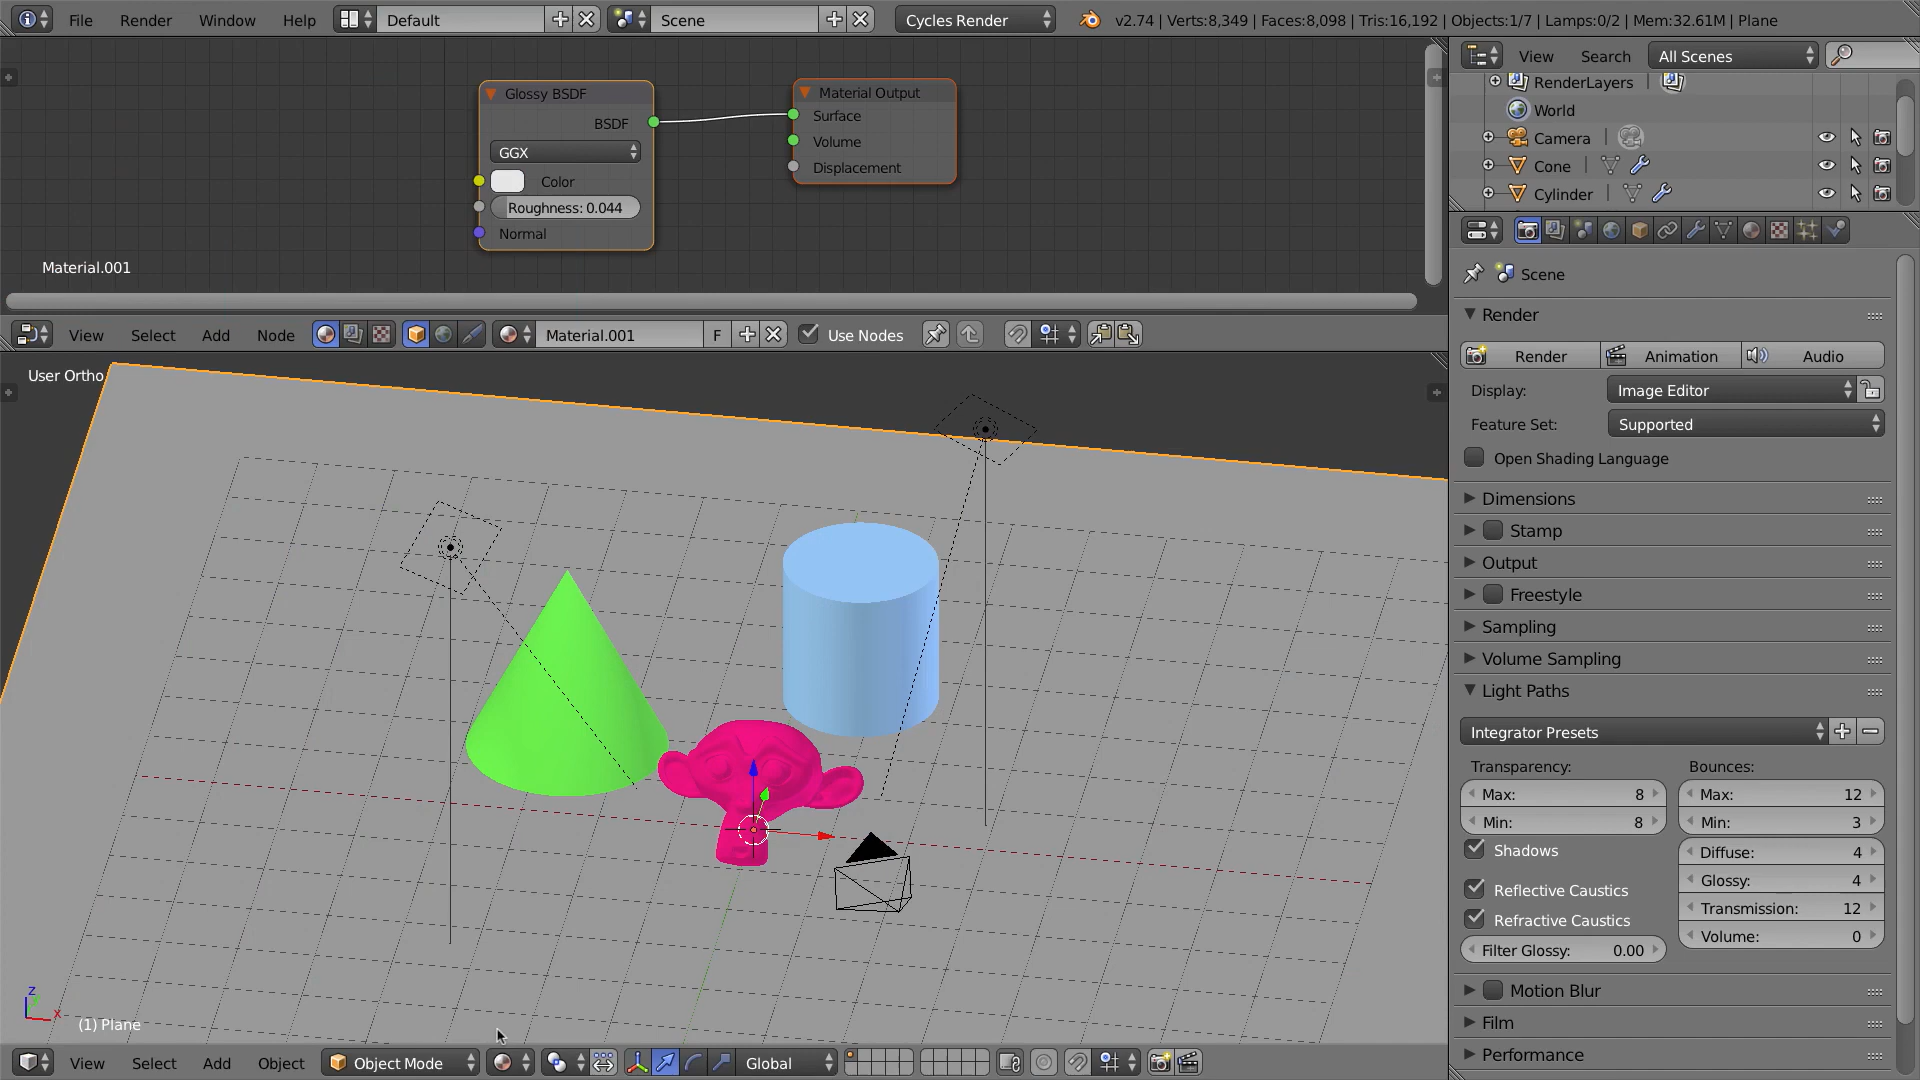 File Render Window Help Default Scene Cycles Render v2.74 | Verts:8,349 | Faces:8,098 | Tris:16,192 | Objects:1/7 | Lamps:0/2 | Mem:32.61M | Plane
View Search All Scenes
RenderLayers |
World
Camera |
Cone |
Cylinder |
Glossy BSDF
BSDF
GGX
Color
Roughness: 0.044
Normal
Material Output
Surface
Volume
Displacement
Material.001
View Select Add Node Material.001 F Use Nodes
User Ortho
z
y
x
(1) Plane
View Select Add Object Object Mode Global
Scene
Render
Render Animation Audio
Display: Image Editor
Feature Set: Supported
Open Shading Language
Dimensions
Stamp
Output
Freestyle
Sampling
Volume Sampling
Light Paths
Integrator Presets
Transparency: Bounces:
Max: 8 Max: 12
Min: 8 Min: 3
Shadows Diffuse: 4
Glossy: 4
Reflective Caustics
Transmission: 12
Refractive Caustics
Volume: 0
Filter Glossy: 0.00
Motion Blur
Film
Performance